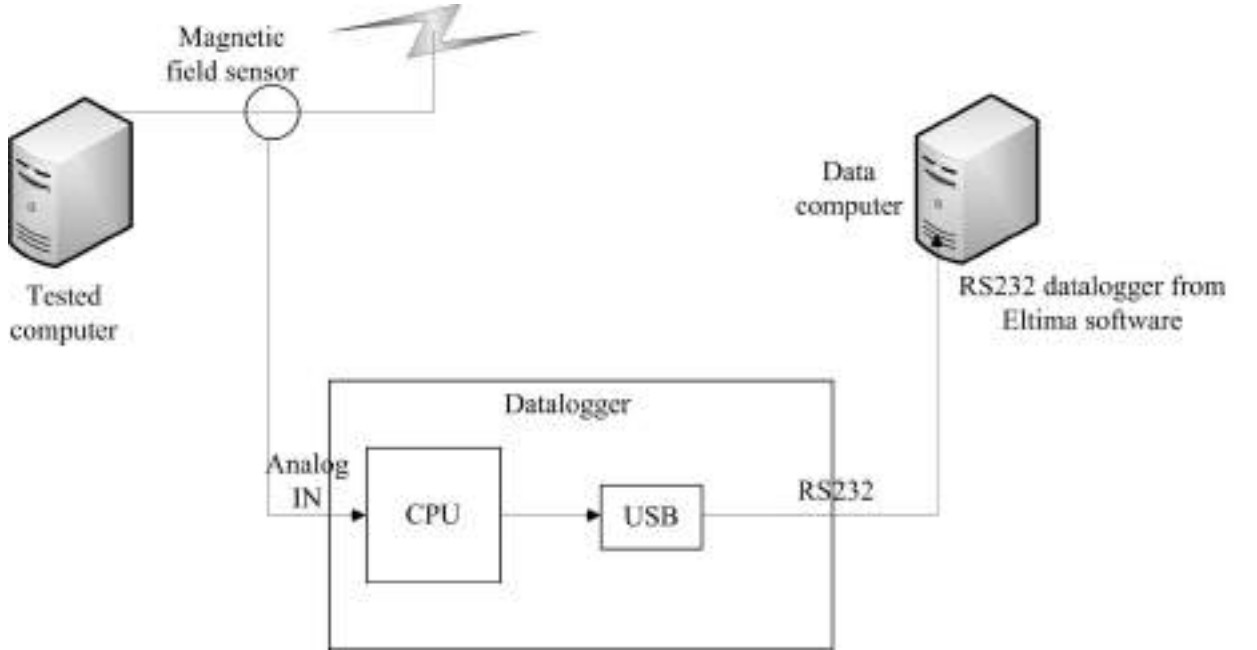 Magnetic
field sensor
Tested
computer
Data
computer
RS232 datalogger from
Eltima software
Datalogger
Analog
IN
CPU
USB
RS232